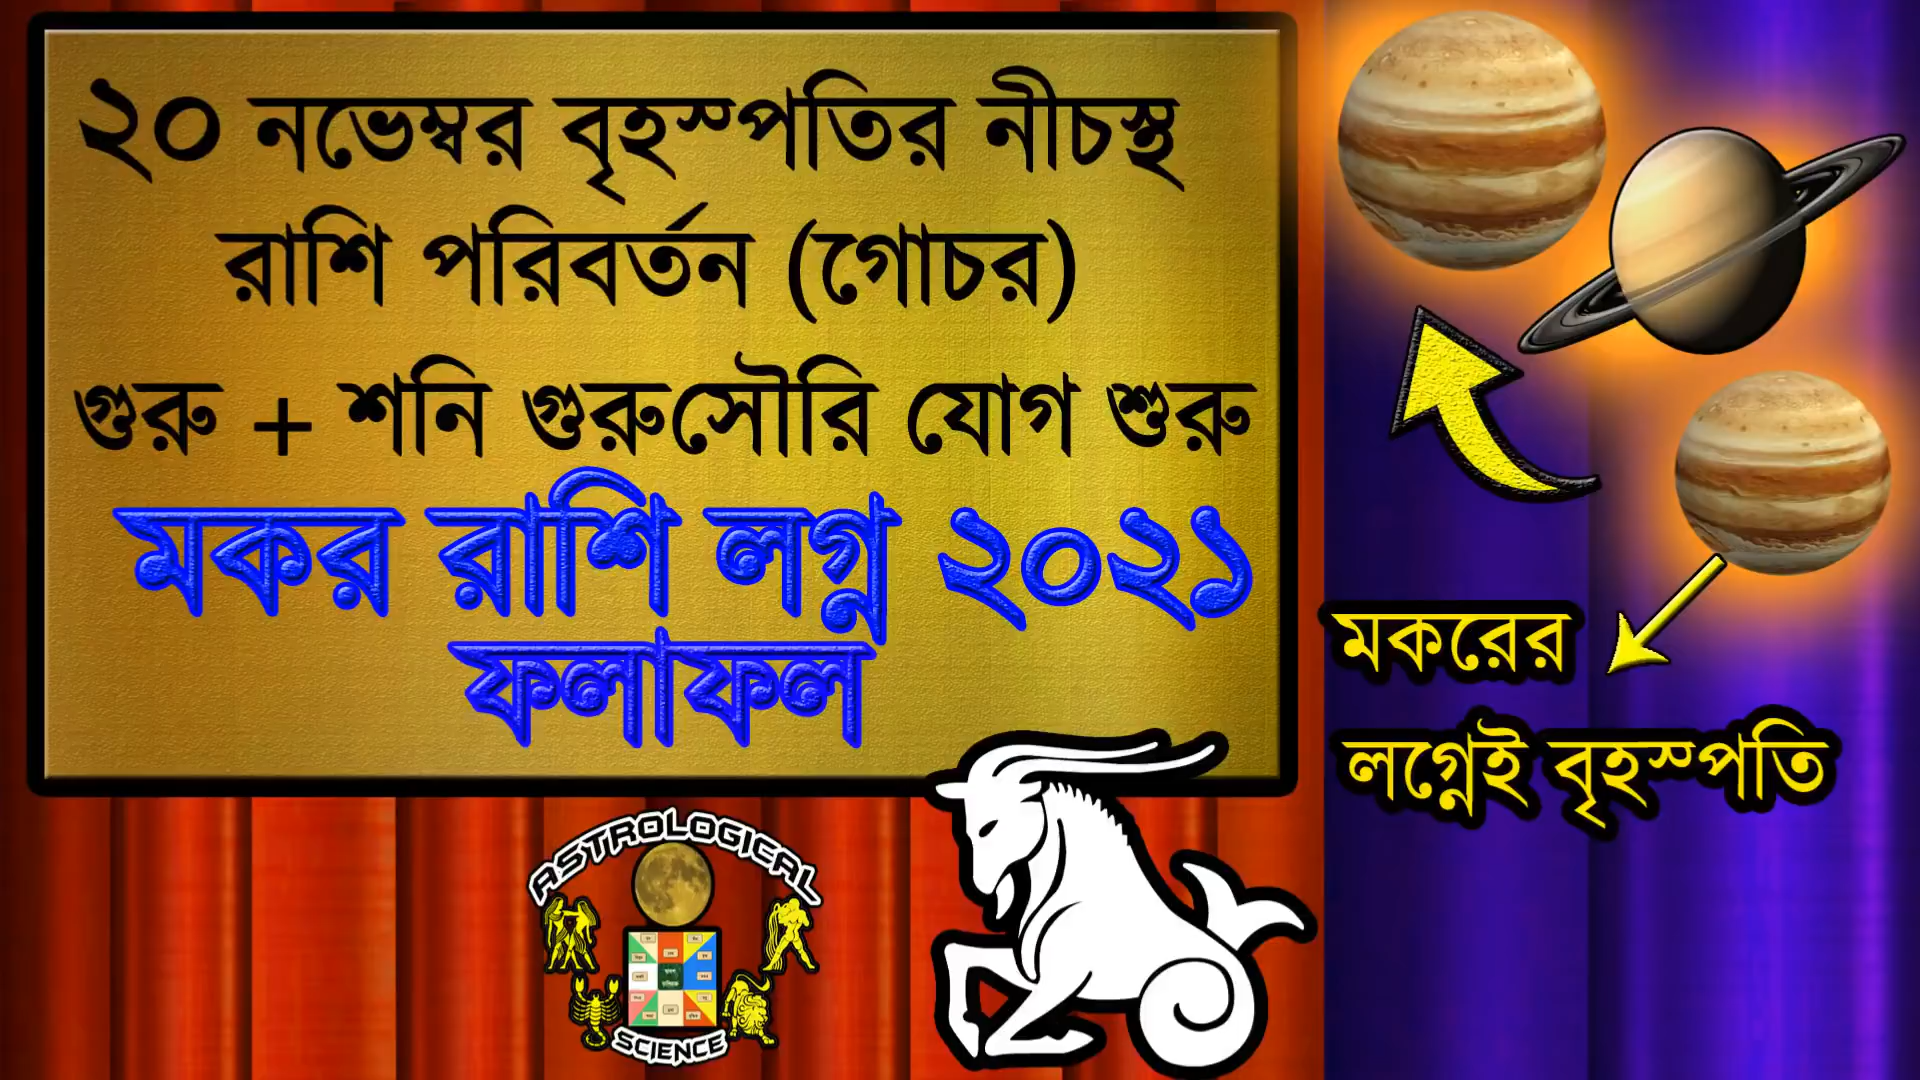 ২০ নভেম্বর বৃহস্পতির নীচস্থ
রাশি পরিবর্তন (গোচর)
গুরু + শনি গুরুসৌরি যোগ শুরু
মকর রাশি লগ্ন ২০২১
ফলাফল
মকরের
লগ্নেই বৃহস্পতি
ASTROLOGICAL
SCIENCE